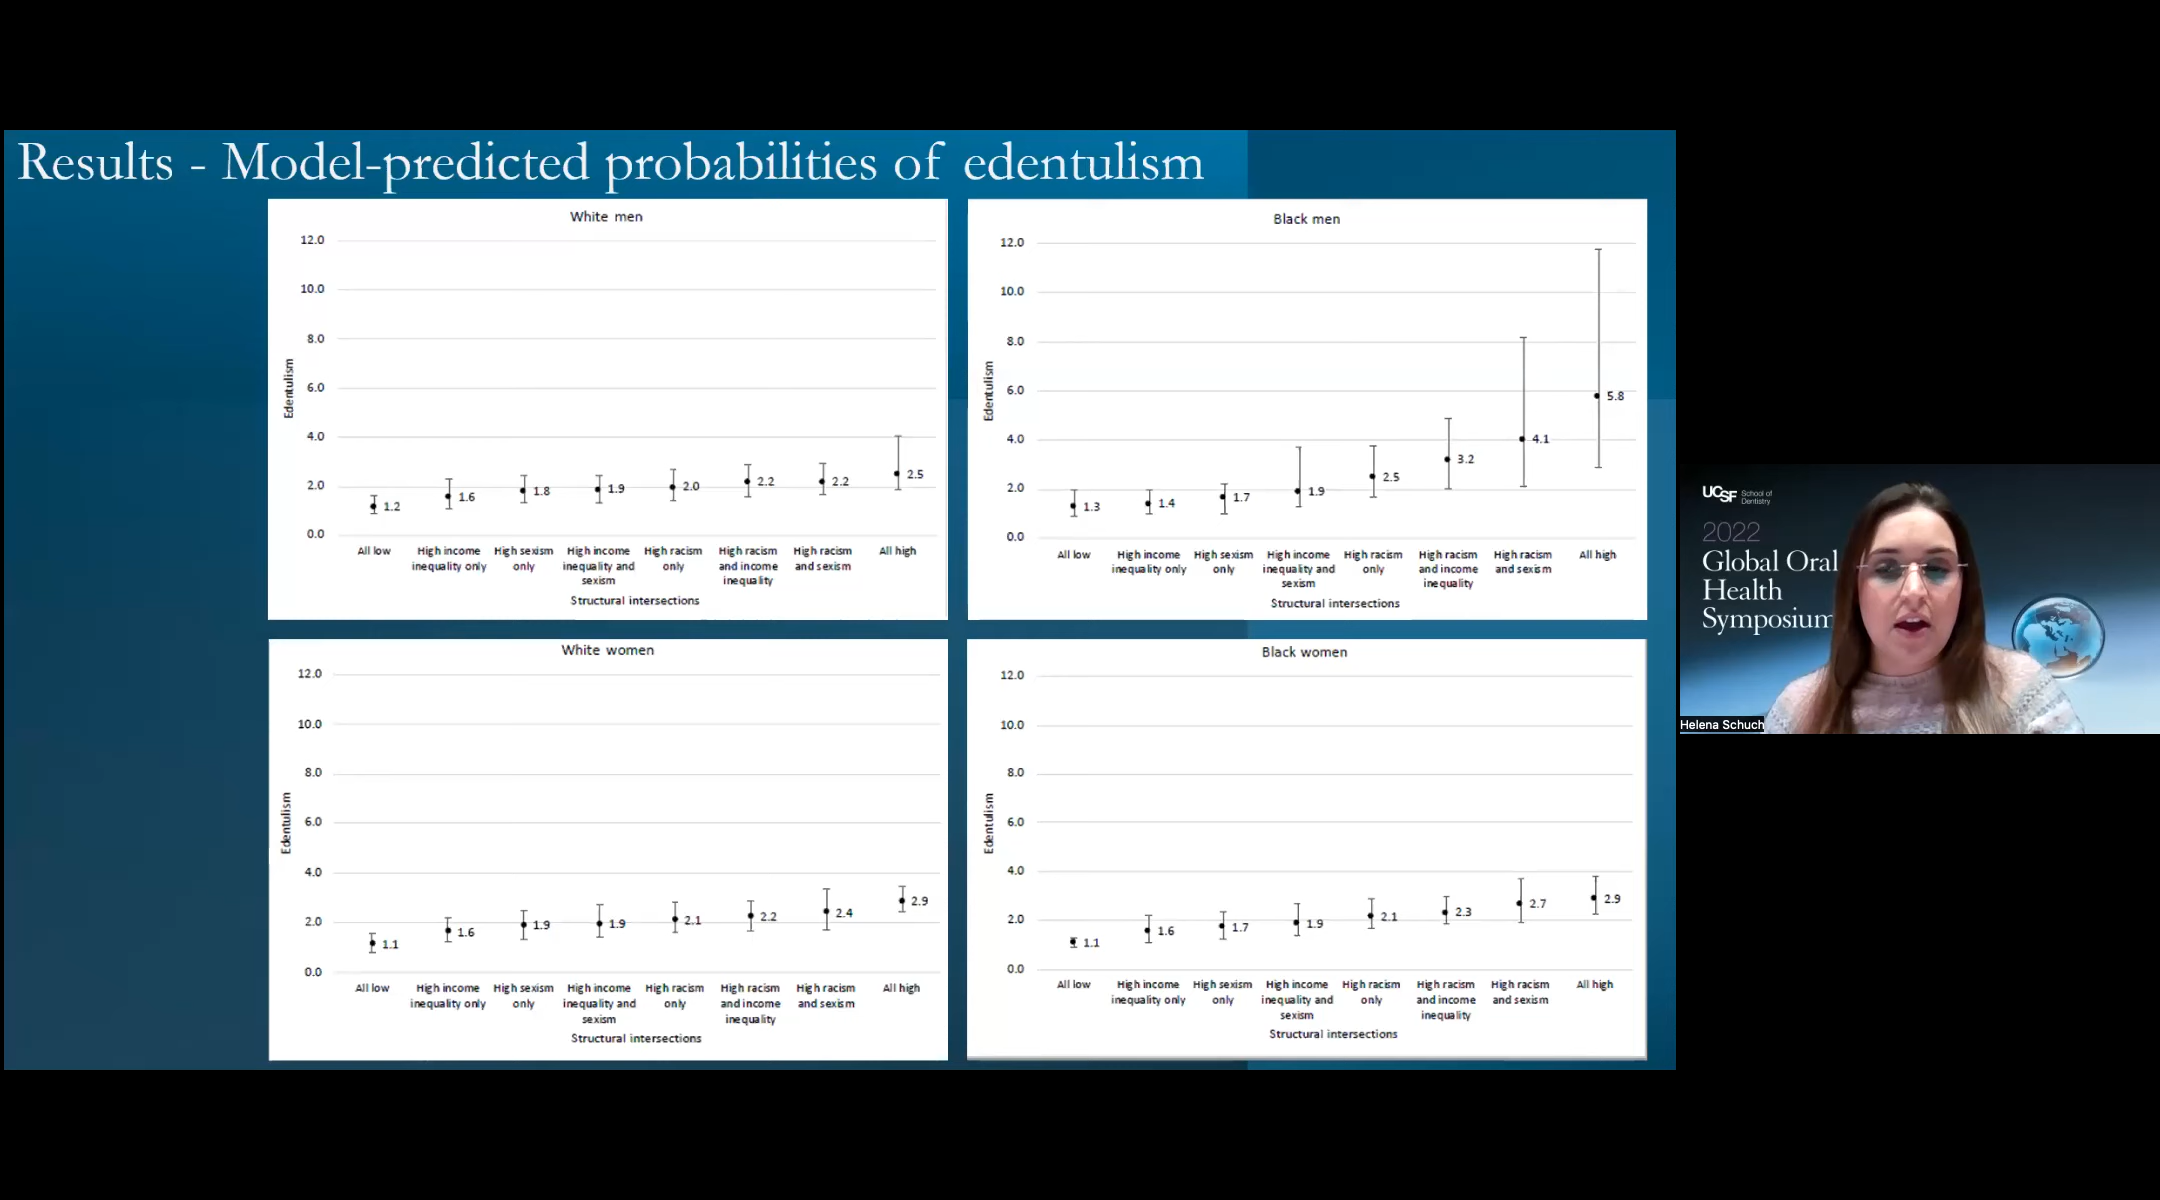 Results - Model-predicted probabilities of edentulism
White men
12.0
10.0
8.0
6.0
4.0
2.0
0.0
Edentulism
1.2
1.6
1.8
1.9
2.0
2.2
2.2
2.5
All low
High income
inequality only
High sexism
only
High income
inequality and
sexism
High racism
only
High racism
and income
inequality
High racism
and sexism
All high
Structural intersections
Black men
12.0
10.0
8.0
6.0
4.0
2.0
0.0
Edentulism
1.3
1.4
1.7
1.9
2.5
3.2
4.1
5.8
All low
High income
inequality only
High sexism
only
High income
inequality and
sexism
High racism
only
High racism
and income
inequality
High racism
and sexism
All high
Structural intersections
White women
12.0
10.0
8.0
6.0
4.0
2.0
0.0
Edentulism
1.1
1.6
1.9
1.9
2.1
2.2
2.4
2.9
All low
High income
inequality only
High sexism
only
High income
inequality and
sexism
High racism
only
High racism
and income
inequality
High racism
and sexism
All high
Structural intersections
Black women
12.0
10.0
8.0
6.0
4.0
2.0
0.0
Edentulism
1.1
1.6
1.7
1.9
2.1
2.3
2.7
2.9
All low
High income
inequality only
High sexism
only
High income
inequality and
sexism
High racism
only
High racism
and income
inequality
High racism
and sexism
All high
Structural intersections
UCSF School of
Dentistry
2022
Global Oral
Health
Symposium
Helena Schuch